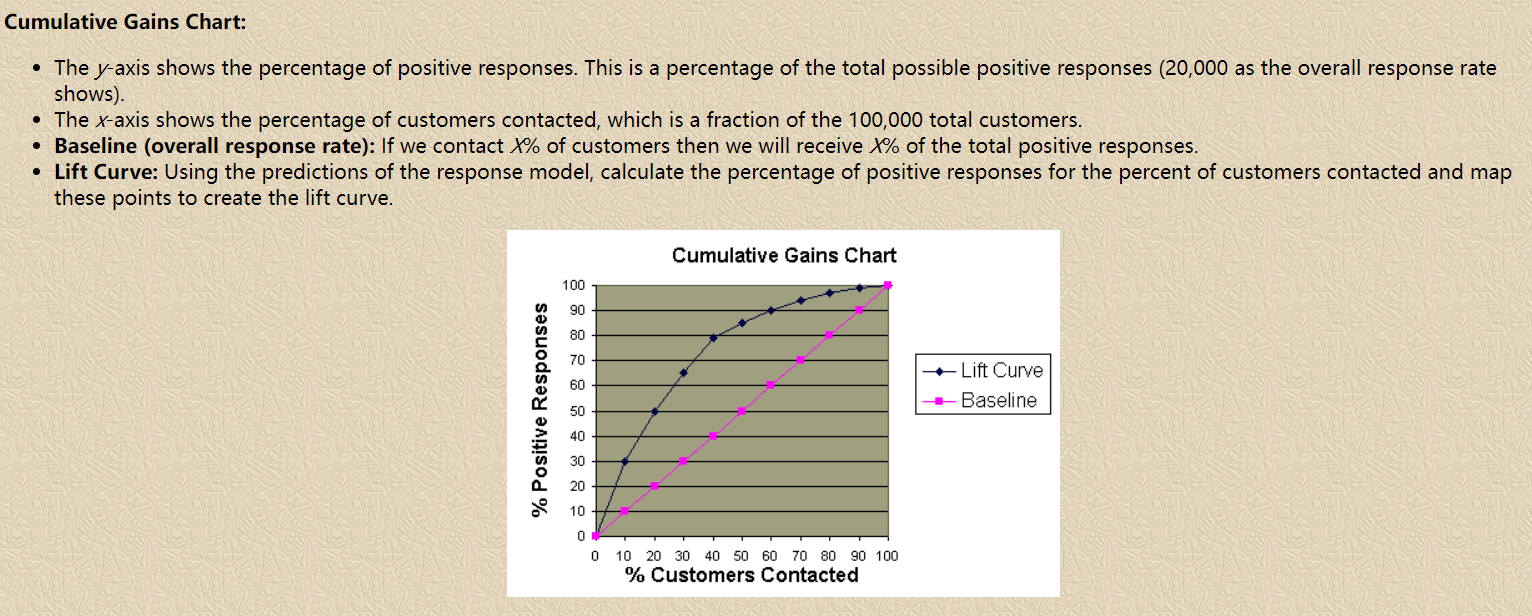 Cumulative Gains Chart:
• The y-axis shows the percentage of positive responses. This is a percentage of the total possible positive responses (20,000 as the overall response rate
shows).
• The x-axis shows the percentage of customers contacted, which is a fraction of the 100,000 total customers.
• Baseline (overall response rate): If we contact X% of customers then we will receive X% of the total positive responses.
• Lift Curve: Using the predictions of the response model, calculate the percentage of positive responses for the percent of customers contacted and map
these points to create the lift curve.
Cumulative Gains Chart
% Positive Responses
100
90
80
70
60
50
40
30
20
10
0
0 10 20 30 40 50 60 70 80 90 100
% Customers Contacted
Lift Curve
Baseline